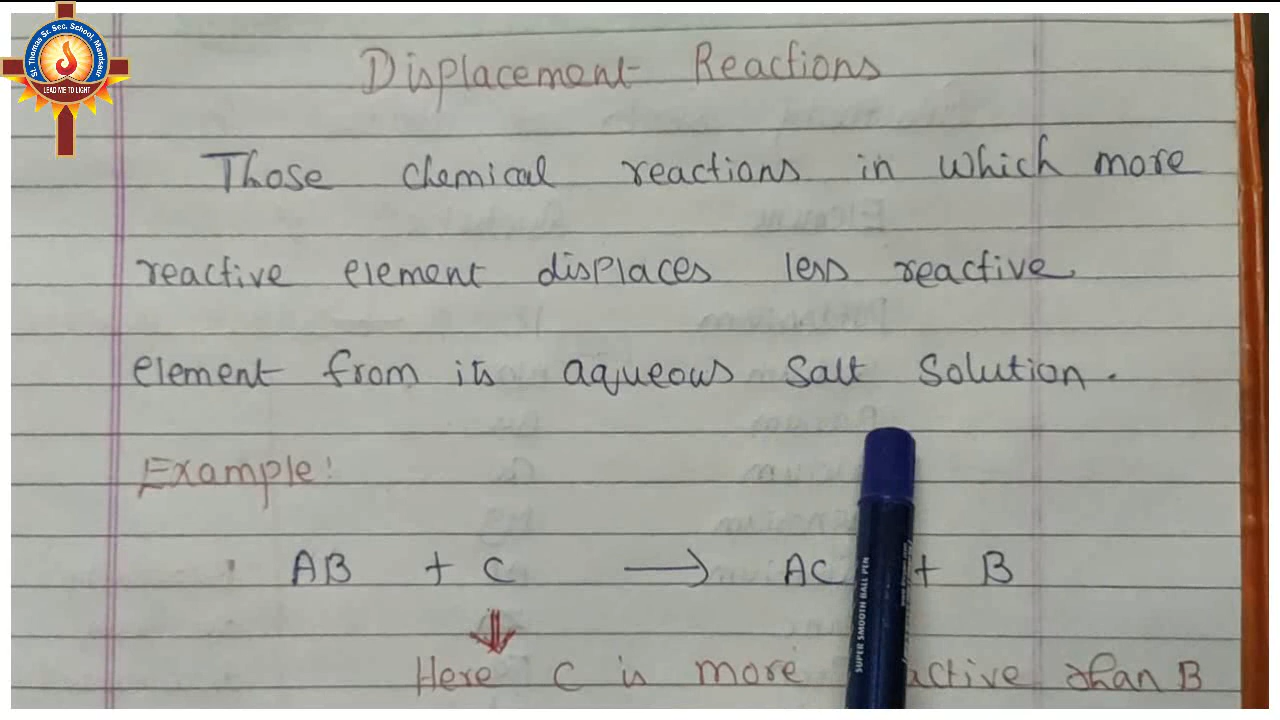 St. Thomas Sr. Sec. School, Mandsaur
LEAD ME TO LIGHT
Displacement Reactions
Those chemical reactions in which more
reactive element displaces less reactive
element from its aqueous salt solution.
Example:
AB + C → AC + B
Here C is more active than B
SUPER SMOOTH BALL PEN